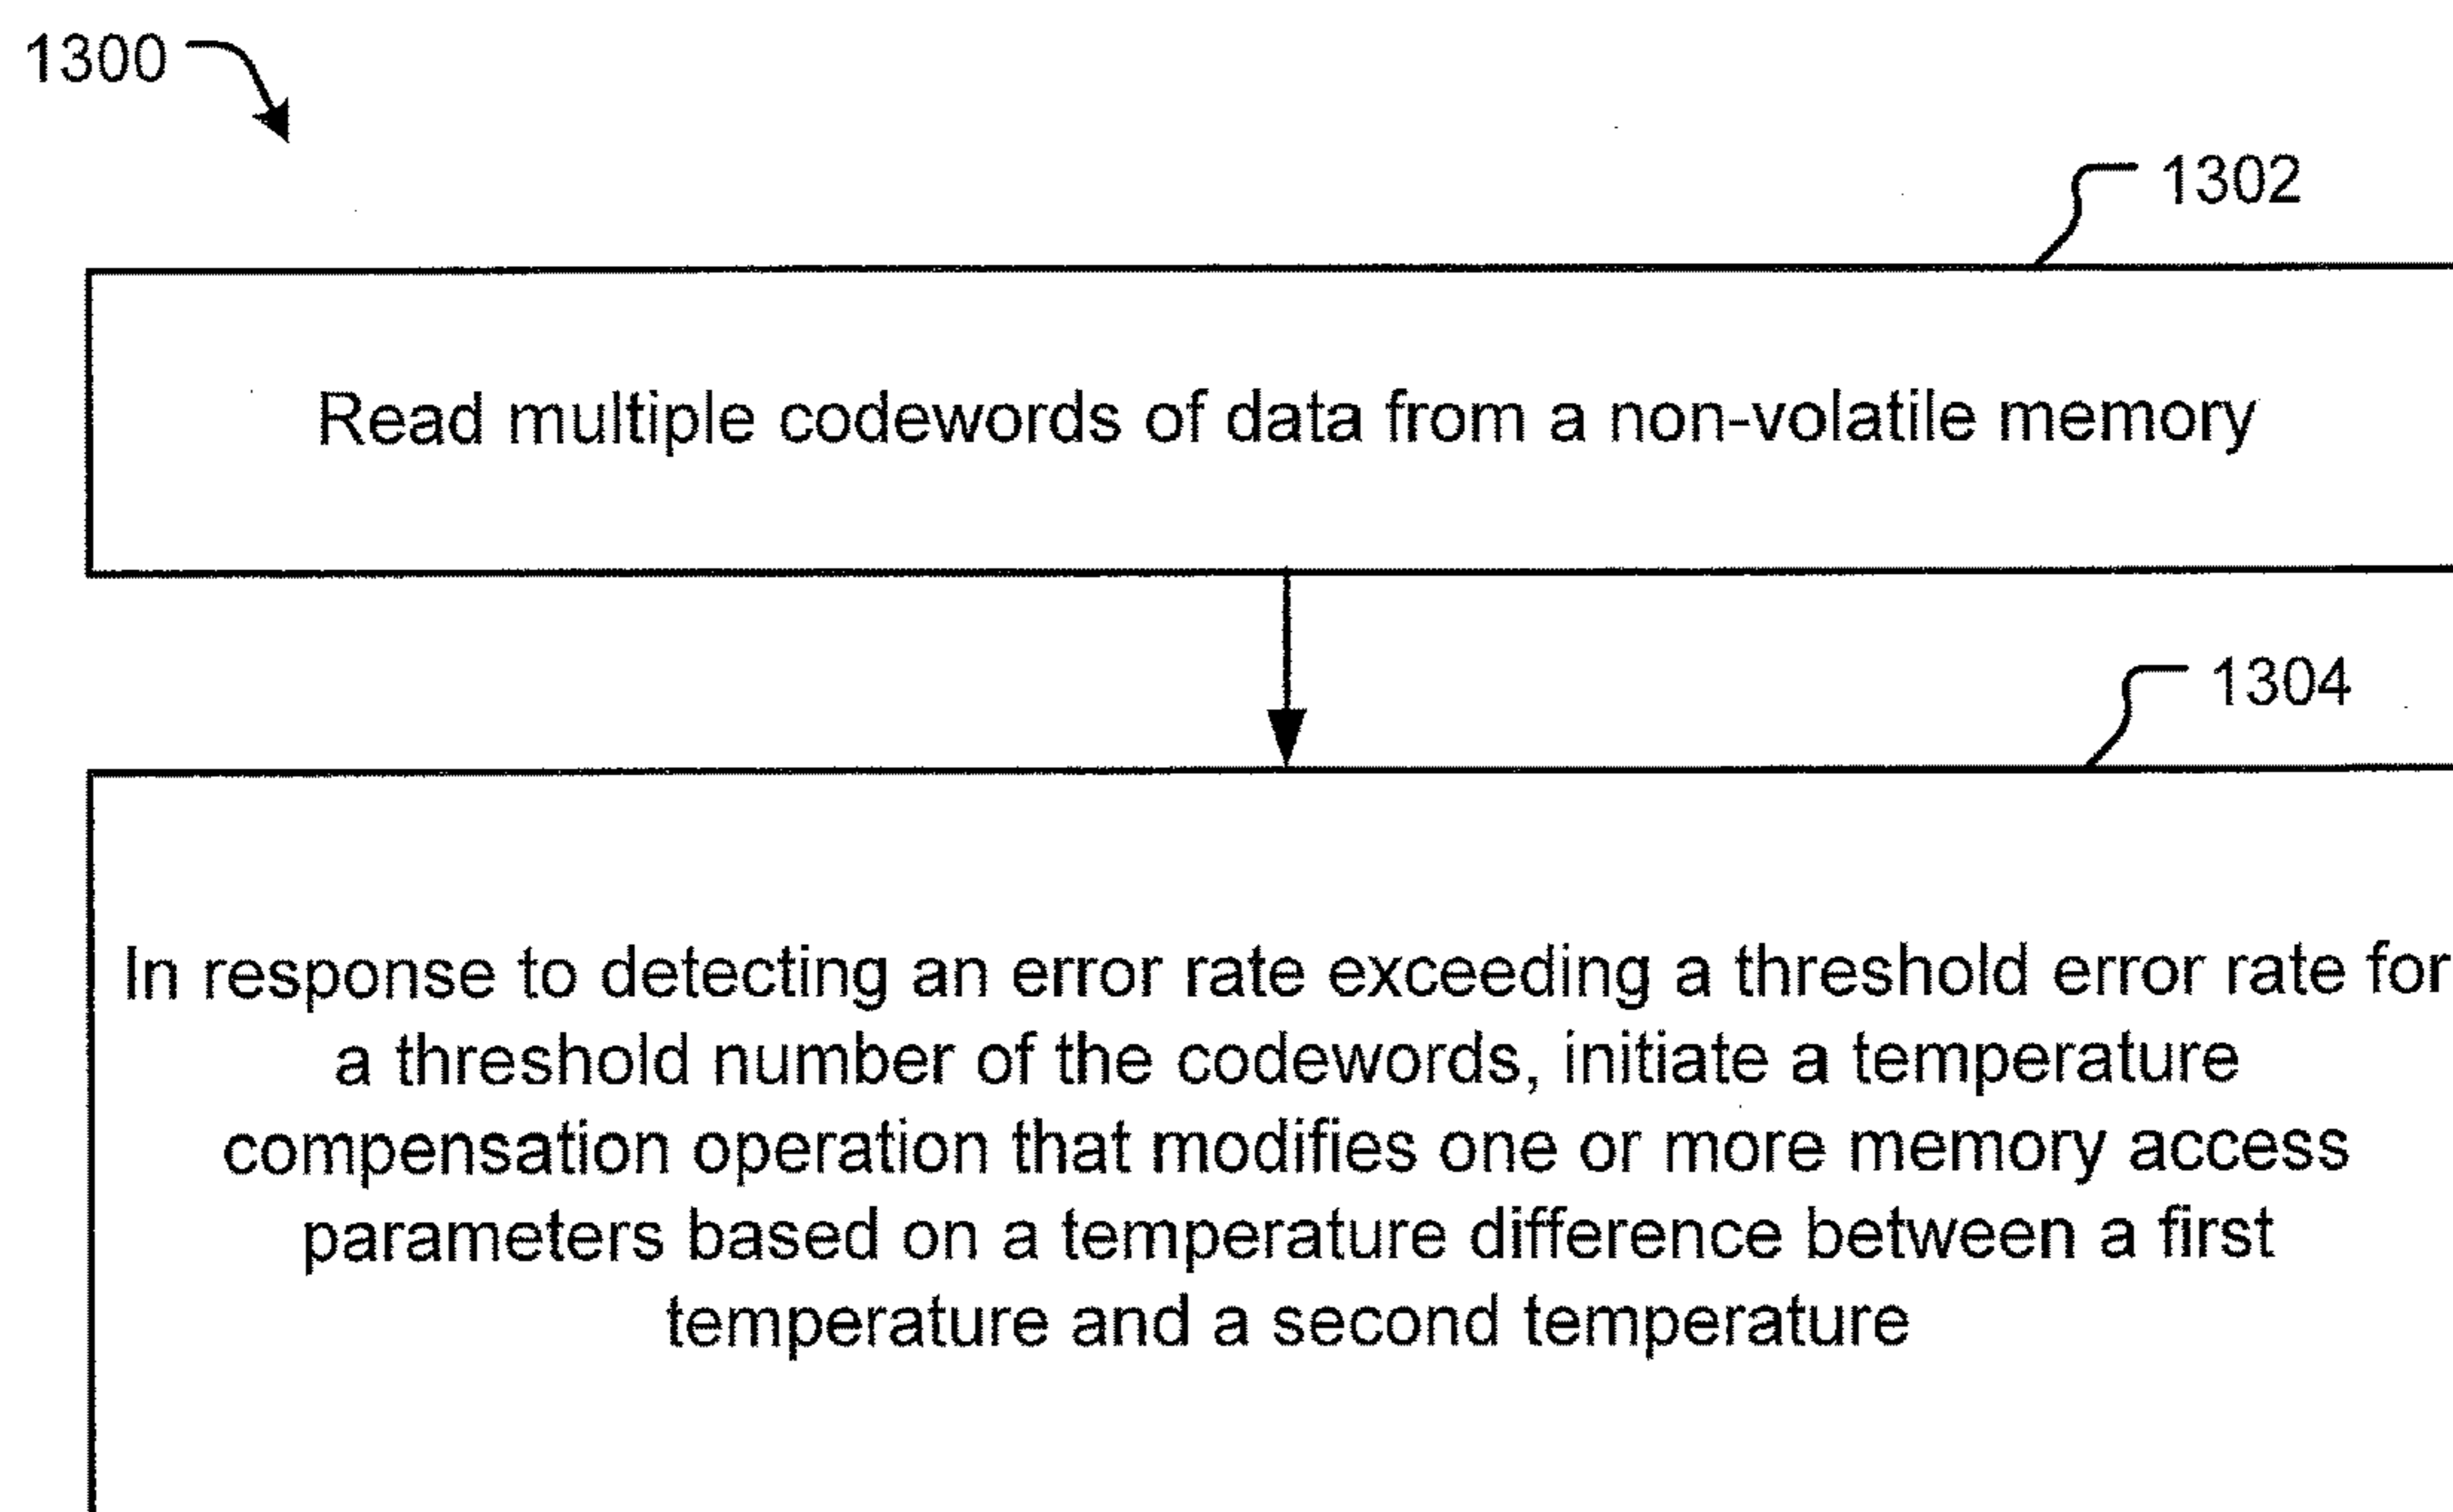 1300
1302
Read multiple codewords of data from a non-volatile memory
1304
In response to detecting an error rate exceeding a threshold error rate for
a threshold number of the codewords, initiate a temperature
compensation operation that modifies one or more memory access
parameters based on a temperature difference between a first
temperature and a second temperature